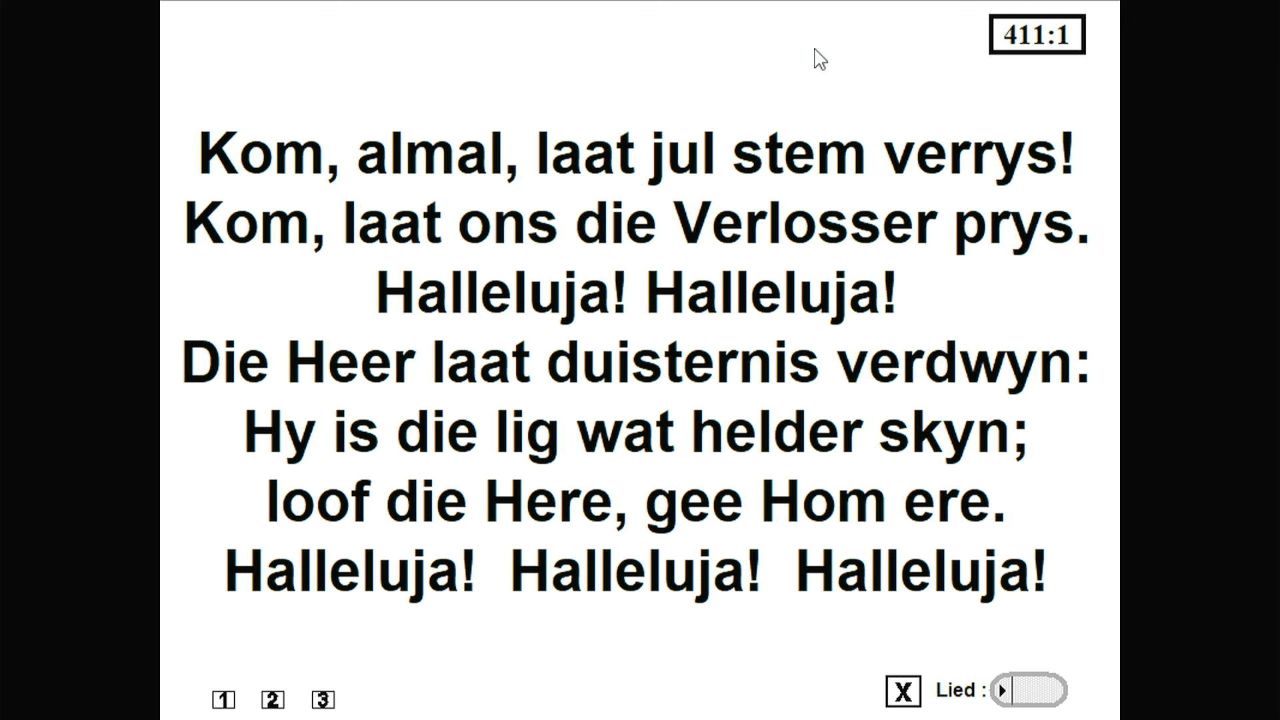 411:1
Kom, almal, laat jul stem verrys!
Kom, laat ons die Verlosser prys.
Halleluja! Halleluja!
Die Heer laat duisternis verdwyn:
Hy is die lig wat helder skyn;
loof die Here, gee Hom ere.
Halleluja! Halleluja! Halleluja!
1 2 3 X Lied :